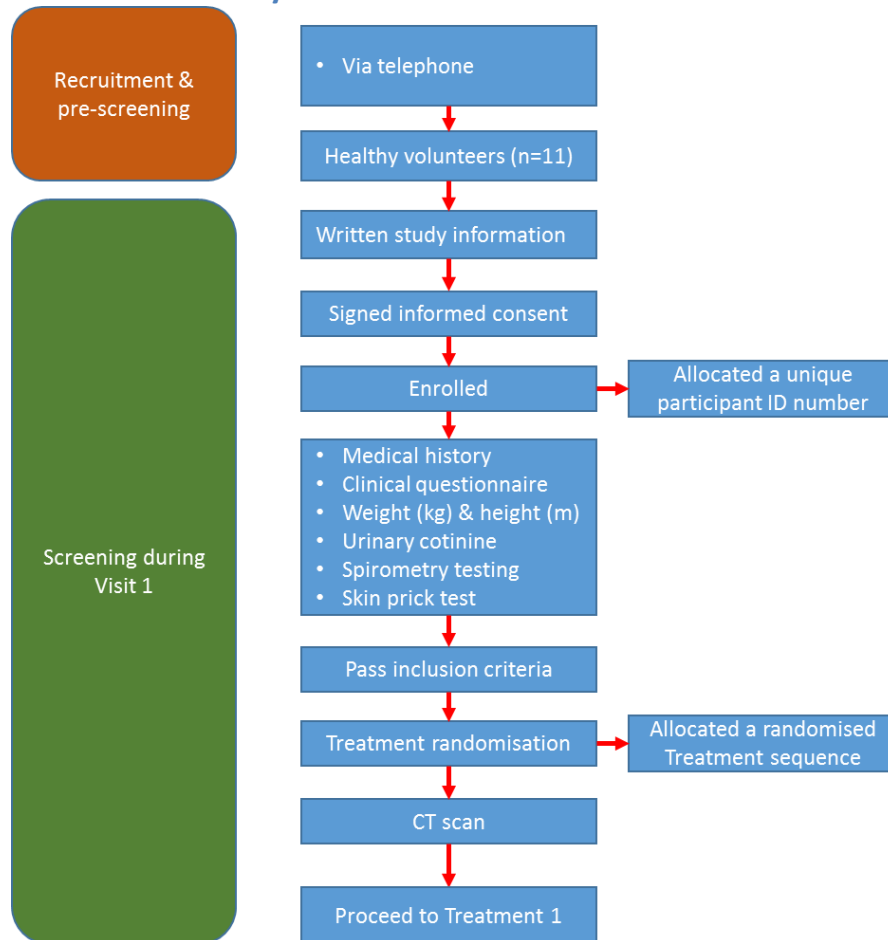 Recruitment &
pre-screening
• Via telephone
Healthy volunteers (n=11)
Written study information
Signed informed consent
Enrolled
Allocated a unique
participant ID number
• Medical history
• Clinical questionnaire
• Weight (kg) & height (m)
• Urinary cotinine
• Spirometry testing
• Skin prick test
Screening during
Visit 1
Pass inclusion criteria
Treatment randomisation
Allocated a randomised
Treatment sequence
CT scan
Proceed to Treatment 1